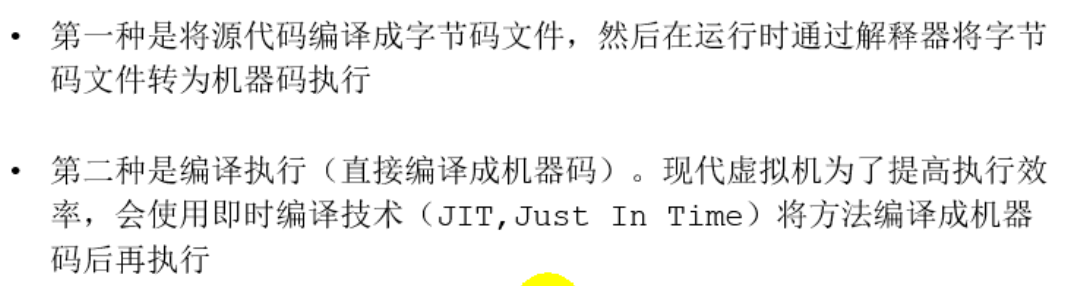 • 第一种是将源代码编译成字节码文件，然后在运行时通过解释器将字节
码文件转为机器码执行
• 第二种是编译执行（直接编译成机器码）。现代虚拟机为了提高执行效
率，会使用即时编译技术（JIT,Just In Time）将方法编译成机器
码后再执行